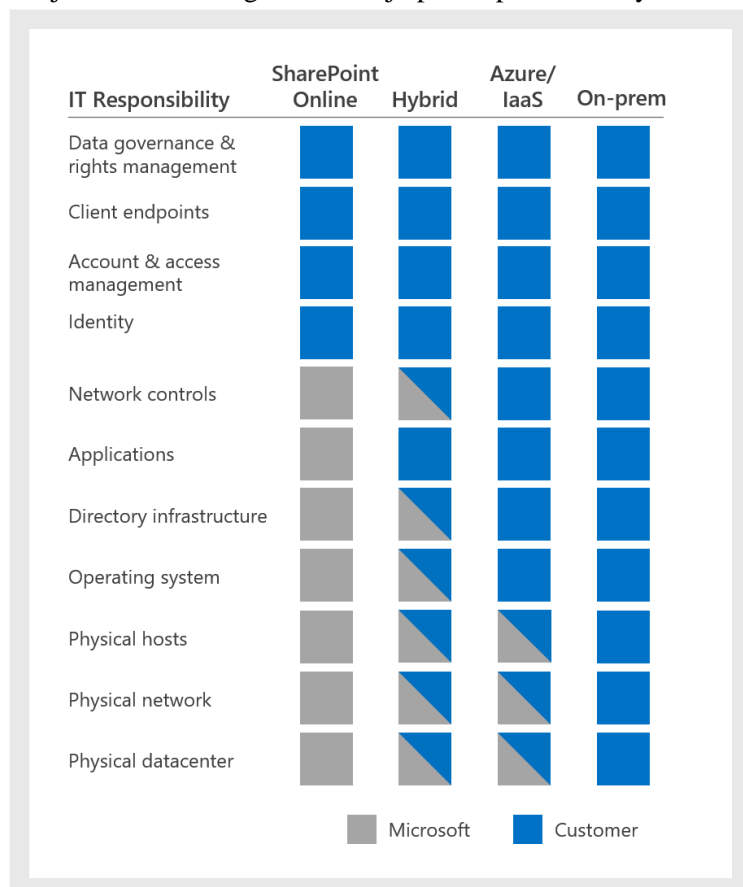 SharePoint Azure/
IT Responsibility Online Hybrid IaaS On-prem
Data governance &
rights management
Client endpoints
Account & access
management
Identity
Network controls
Applications
Directory infrastructure
Operating system
Physical hosts
Physical network
Physical datacenter
Microsoft Customer